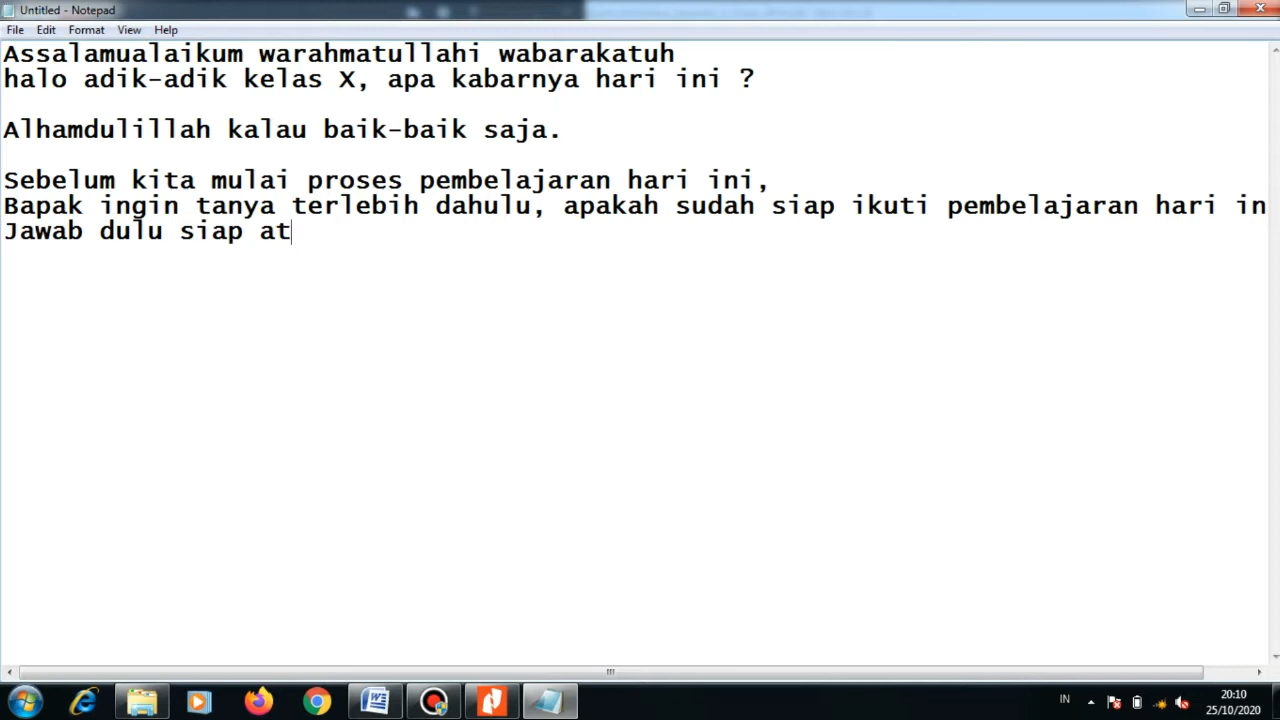 Untitled - Notepad
File Edit Format View Help
Assalamualaikum warahmatullahi wabarakatuh
halo adik-adik kelas X, apa kabarnya hari ini ?
Alhamdulillah kalau baik-baik saja.
Sebelum kita mulai proses pembelajaran hari ini,
Bapak ingin tanya terlebih dahulu, apakah sudah siap ikuti pembelajaran hari in
Jawab dulu siap at
IN
20:10
25/10/2020